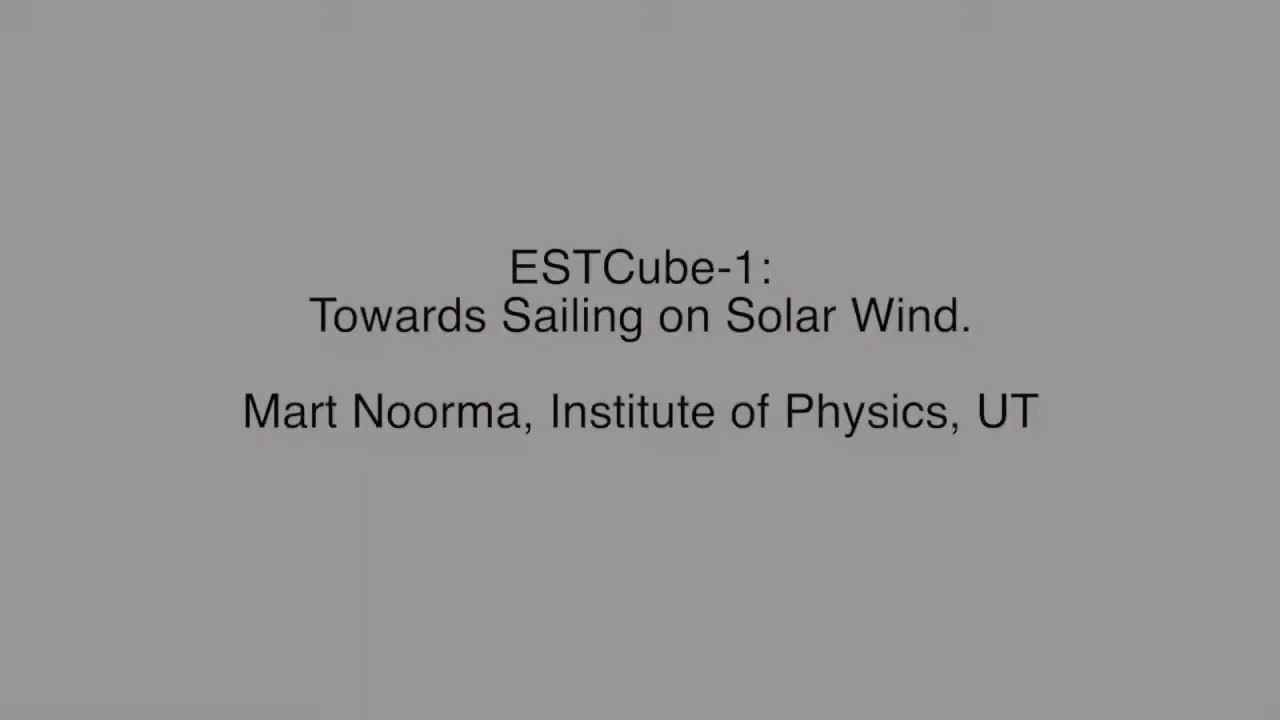 ESTCube-1:
Towards Sailing on Solar Wind.
Mart Noorma, Institute of Physics, UT